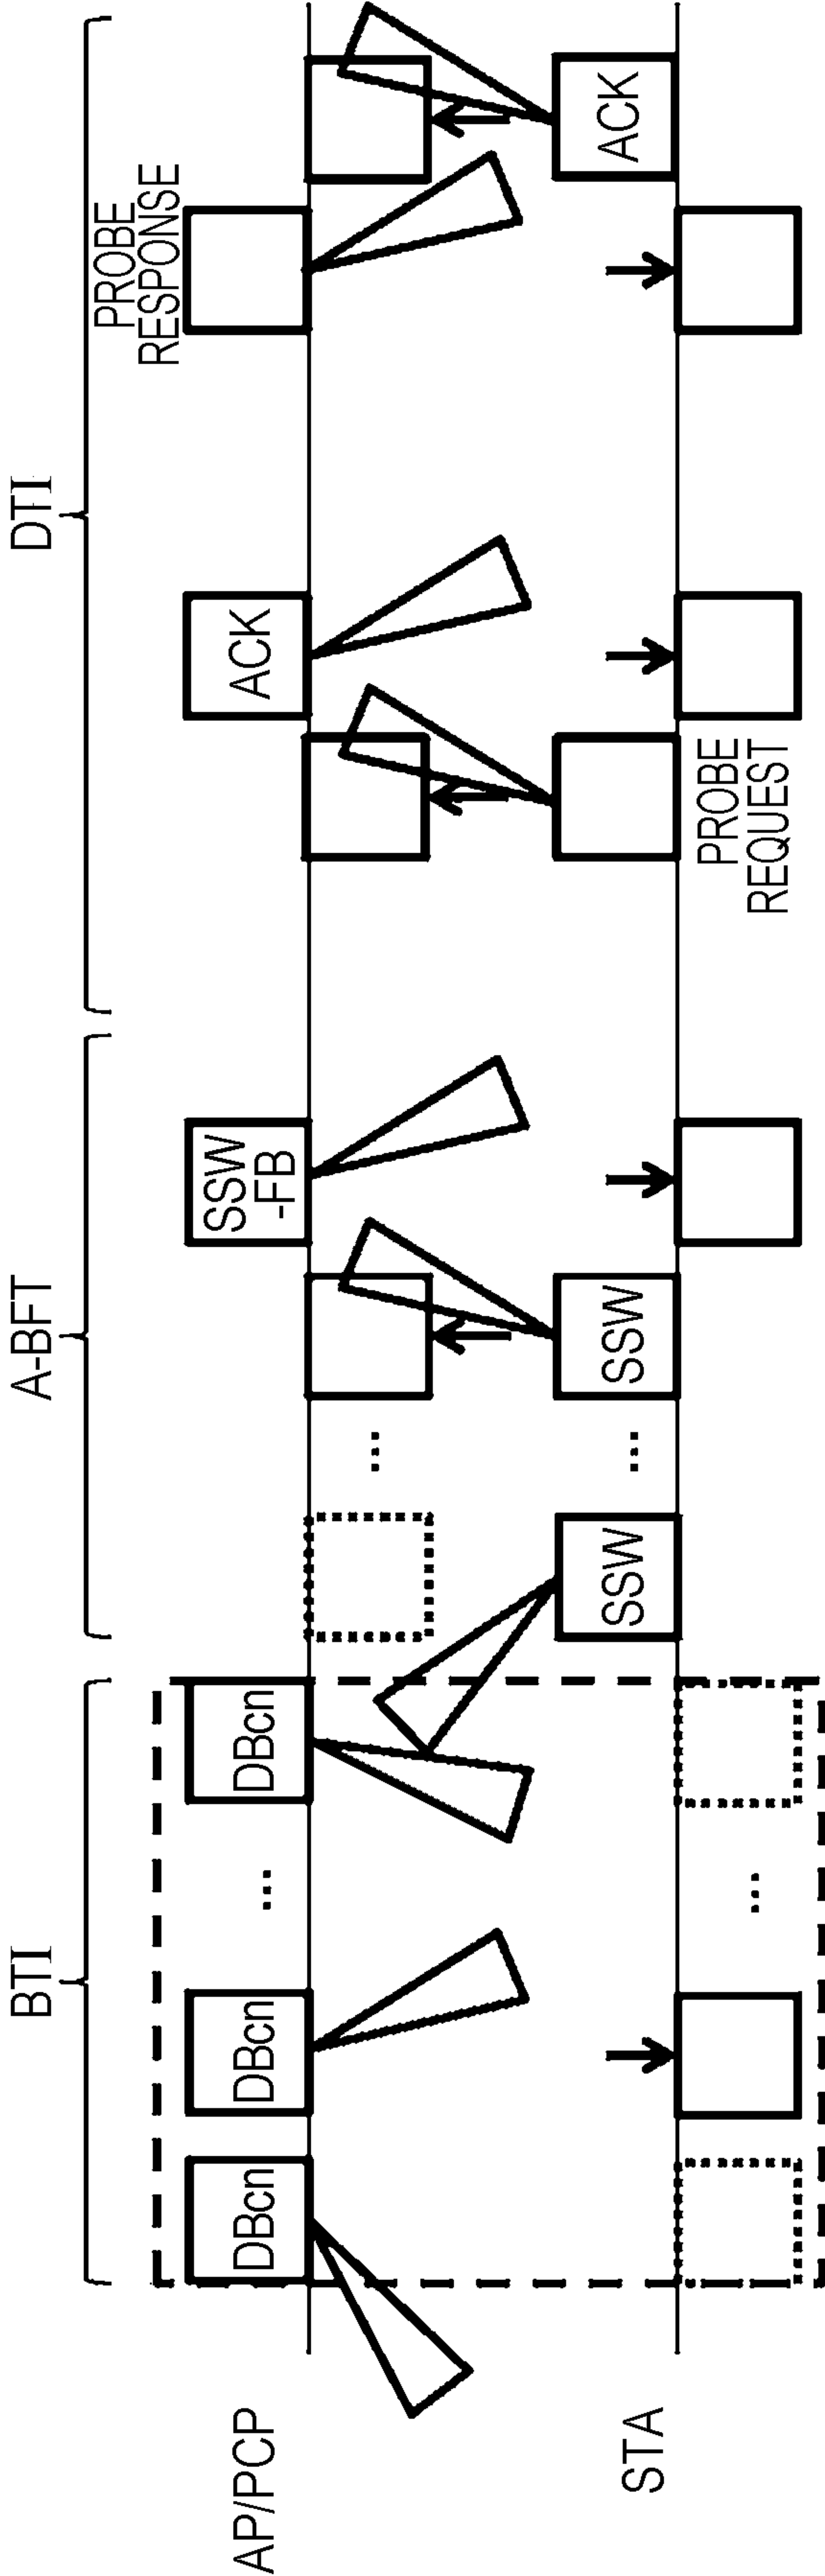 BTI
A-BFT
DTI
AP/PCP
DBcn
DBcn
...
DBcn
SSW
-FB
ACK
PROBE
RESPONSE
...
STA
SSW
...
SSW
ACK
...
PROBE
REQUEST